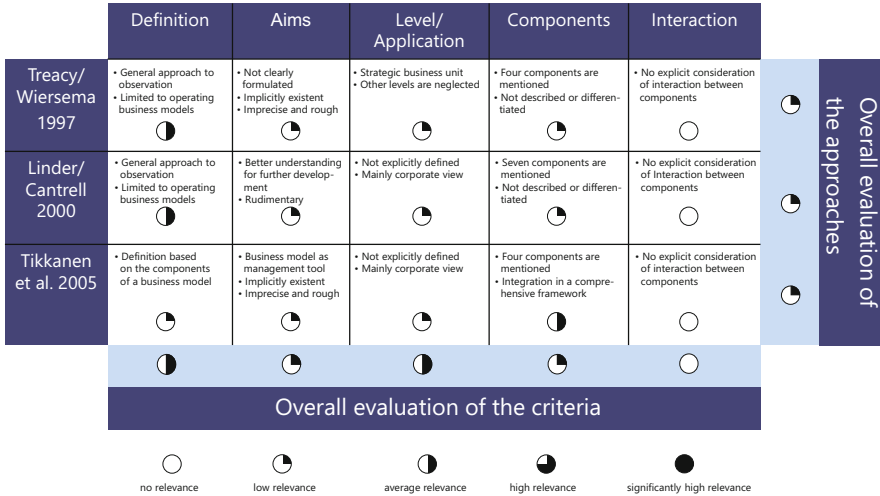 Definition
Aims
Level/
Application
Components
Interaction
Treacy/
Wiersema
1997
• General approach to
observation
• Limited to operating
business models
• Not clearly
formulated
• Implicitly existent
• Imprecise and rough
• Strategic business unit
• Other levels are neglected
• Four components are
mentioned
• Not described or differen-
tiated
• No explicit consideration
of interaction between
components
Linder/
Cantrell
2000
• General approach to
observation
• Limited to operating
business models
• Better understanding
for further develop-
ment
• Rudimentary
• Not explicitly defined
• Mainly corporate view
• Seven components are
mentioned
• Not described or differen-
tiated
• No explicit consideration
of Interaction between
components
Tikkanen
et al. 2005
• Definition based
on the components
of a business model
• Business model as
management tool
• Implicitly existent
• Imprecise and rough
• Not explicitly defined
• Mainly corporate view
• Four components are
mentioned
• Integration in a compre-
hensive framework
• No explicit consideration
of interaction between
components
Overall evaluation of
the approaches
Overall evaluation of the criteria
no relevance
low relevance
average relevance
high relevance
significantly high relevance